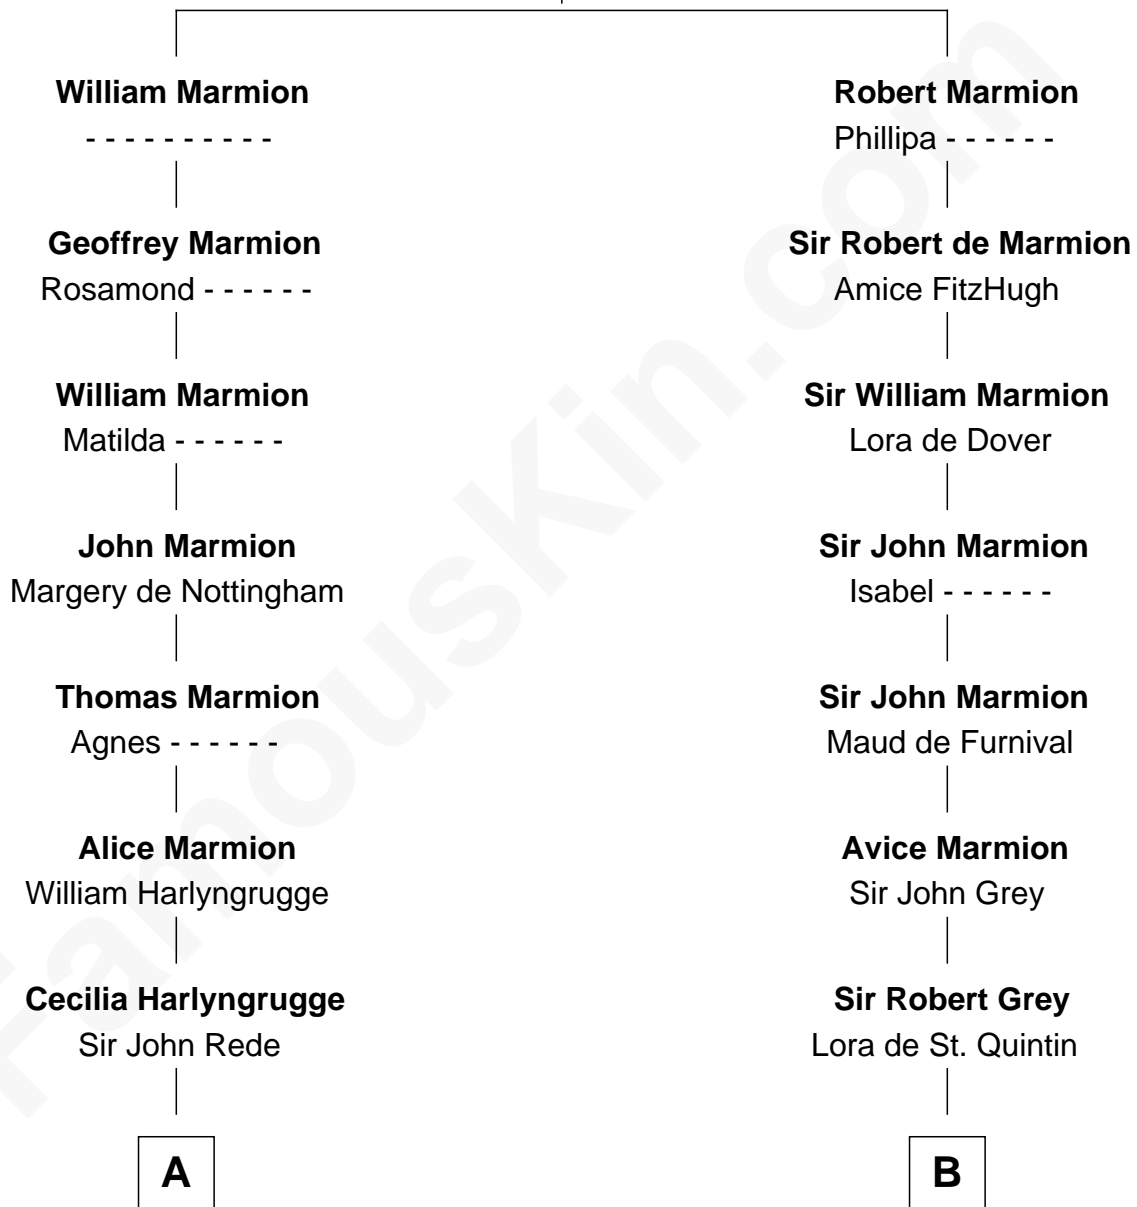 William Marmion
- - - - - - - - - -
Geoffrey Marmion
Rosamond - - - - - -
William Marmion
Matilda - - - - - -
John Marmion
Margery de Nottingham
Thomas Marmion
Agnes - - - - - -
Alice Marmion
William Harlyngrugge
Cecilia Harlyngrugge
Sir John Rede
A
Robert Marmion
Phillipa - - - - - -
Sir Robert de Marmion
Amice FitzHugh
Sir William Marmion
Lora de Dover
Sir John Marmion
Isabel - - - - - -
Sir John Marmion
Maud de Furnival
Avice Marmion
Sir John Grey
Sir Robert Grey
Lora de St. Quintin
B
FamousKin.com